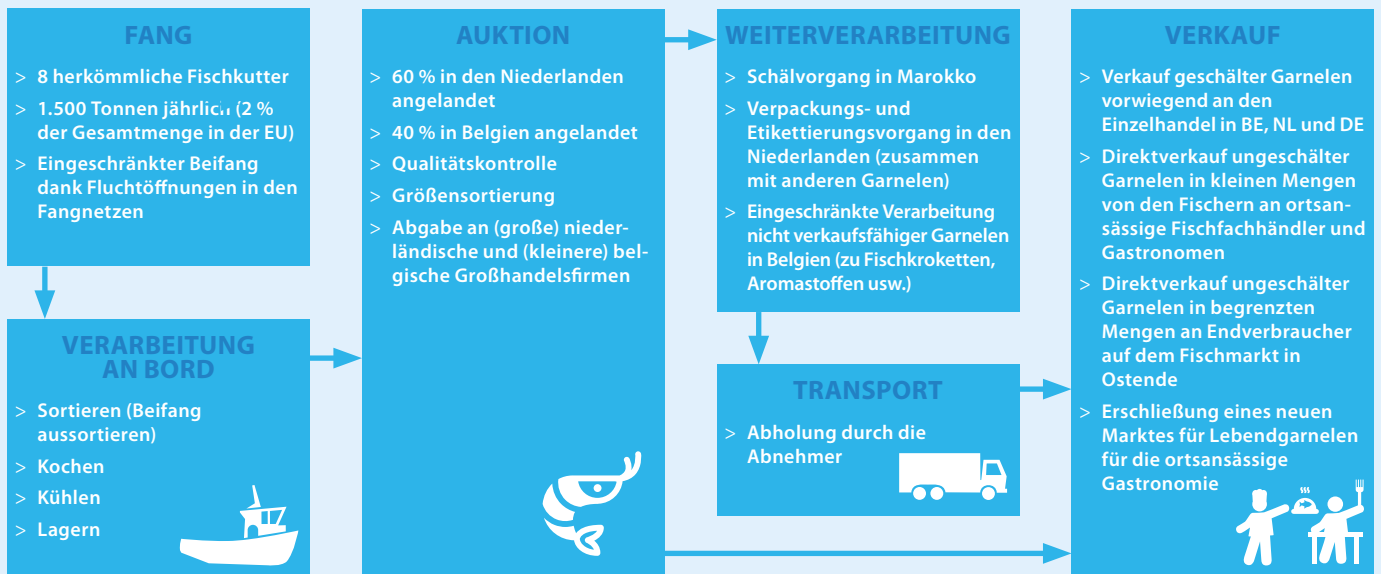 FANG
> 8 herkömmliche Fischkutter
> 1.500 Tonnen jährlich (2 %
der Gesamtmenge in der EU)
> Eingeschränkter Beifang
dank Fluchtöffnungen in den
Fangnetzen
VERARBEITUNG
AN BORD
> Sortieren (Beifang
aussortieren)
> Kochen
> Kühlen
> Lagern
AUKTION
> 60 % in den Niederlanden
angelandet
> 40 % in Belgien angelandet
> Qualitätskontrolle
> Größensortierung
> Abgabe an (große) nieder-
ländische und (kleinere) bel-
gische Großhandelsfirmen
WEITERVERARBEITUNG
> Schälvorgang in Marokko
> Verpackungs- und
Etikettierungsvorgang in den
Niederlanden (zusammen
mit anderen Garnelen)
> Eingeschränkte Verarbeitung
nicht verkaufsfähiger Garnelen
in Belgien (zu Fischkroketten,
Aromastoffen usw.)
TRANSPORT
> Abholung durch die
Abnehmer
VERKAUF
> Verkauf geschälter Garnelen
vorwiegend an den
Einzelhandel in BE, NL und DE
> Direktverkauf ungeschälter
Garnelen in kleinen Mengen
von den Fischern an ortsan-
sässige Fischfachhändler und
Gastronomen
> Direktverkauf ungeschälter
Garnelen in begrenzten
Mengen an Endverbraucher
auf dem Fischmarkt in
Ostende
> Erschließung eines neuen
Marktes für Lebendgarnelen
für die ortsansässige
Gastronomie